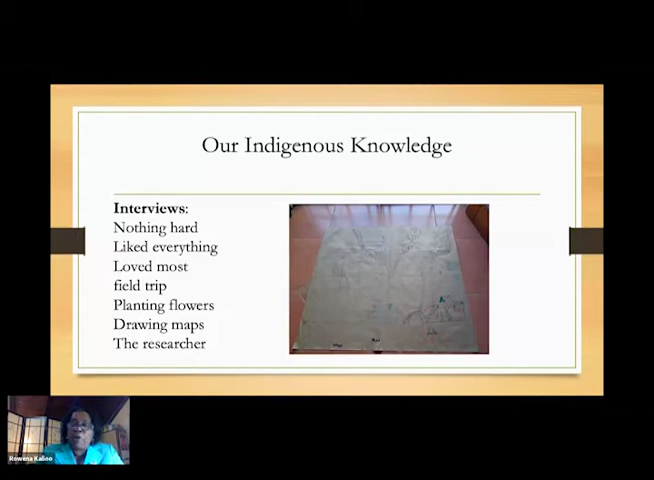 Our Indigenous Knowledge
Interviews:
Nothing hard
Liked everything
Loved most
field trip
Planting flowers
Drawing maps
The researcher
Rowena Kalloo